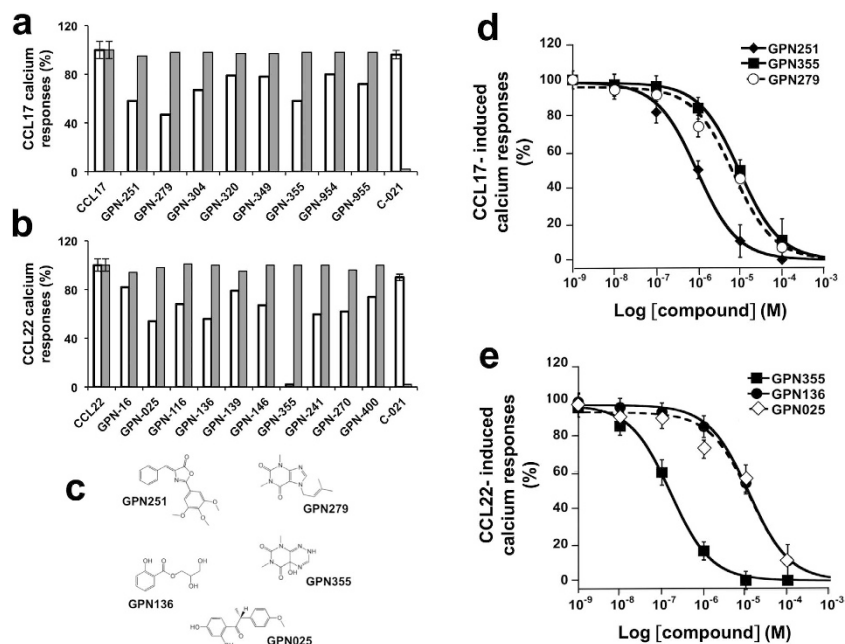 a
CCL17 calcium
responses (%)
120
80
40
0
CCL17
GPN-251
GPN-279
GPN-304
GPN-320
GPN-349
GPN-355
GPN-954
GPN-955
C-021
b
CCL22 calcium
responses (%)
120
80
40
0
CCL22
GPN-16
GPN-025
GPN-116
GPN-136
GPN-139
GPN-146
GPN-355
GPN-241
GPN-270
GPN-400
C-021
c
GPN251
GPN279
GPN136
GPN355
GPN025
d
CCL17- induced
calcium responses
(%)
120
100
80
60
40
20
0
GPN251
GPN355
GPN279
10⁻⁹ 10⁻⁸ 10⁻⁷ 10⁻⁶ 10⁻⁵ 10⁻⁴ 10⁻³
Log [compound] (M)
e
CCL22- induced
calcium responses
(%)
120
100
80
60
40
20
0
GPN355
GPN136
GPN025
10⁻⁹ 10⁻⁸ 10⁻⁷ 10⁻⁶ 10⁻⁵ 10⁻⁴ 10⁻³
Log [compound] (M)